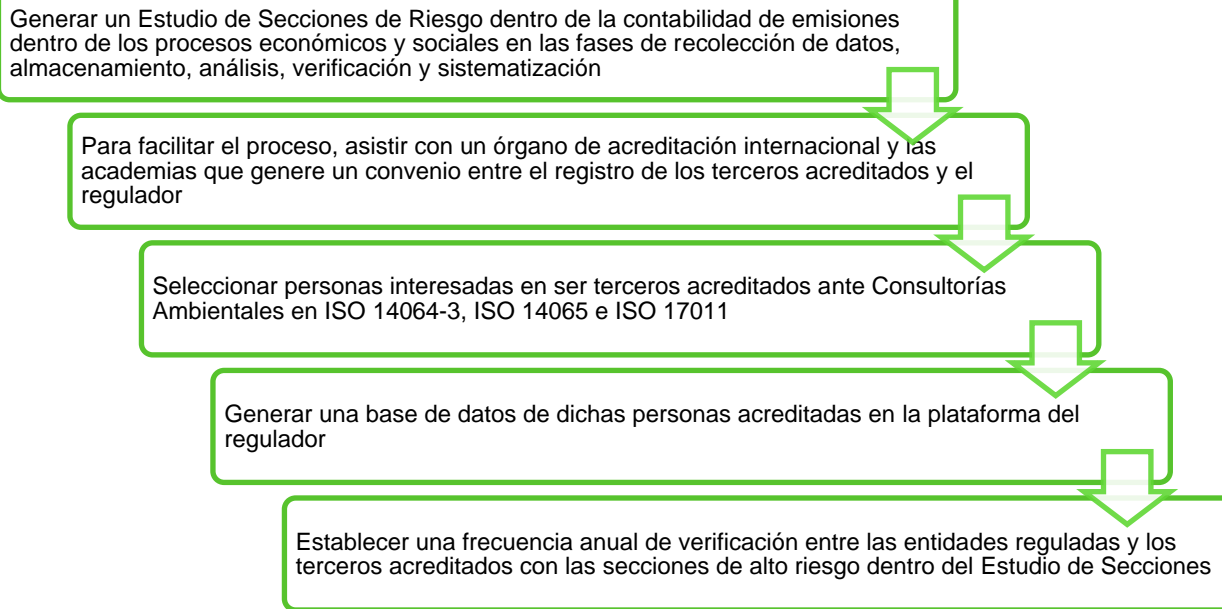 Generar un Estudio de Secciones de Riesgo dentro de la contabilidad de emisiones
dentro de los procesos económicos y sociales en las fases de recolección de datos,
almacenamiento, análisis, verificación y sistematización
Para facilitar el proceso, asistir con un órgano de acreditación internacional y las
academias que genere un convenio entre el registro de los terceros acreditados y el
regulador
Seleccionar personas interesadas en ser terceros acreditados ante Consultorías
Ambientales en ISO 14064-3, ISO 14065 e ISO 17011
Generar una base de datos de dichas personas acreditadas en la plataforma del
regulador
Establecer una frecuencia anual de verificación entre las entidades reguladas y los
terceros acreditados con las secciones de alto riesgo dentro del Estudio de Secciones